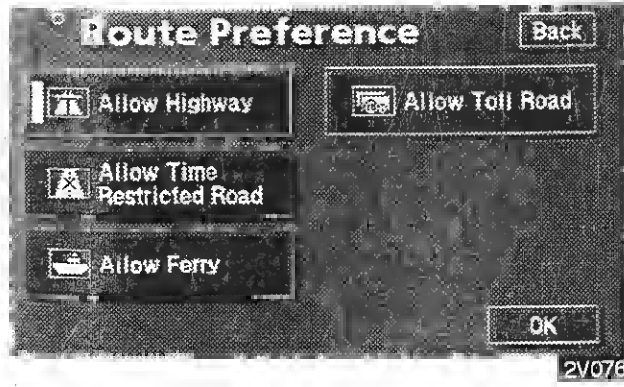 Route Preference
Back
Allow Highway
Allow Toll Road
Allow Time
Restricted Road
Allow Ferry
OK
2V076